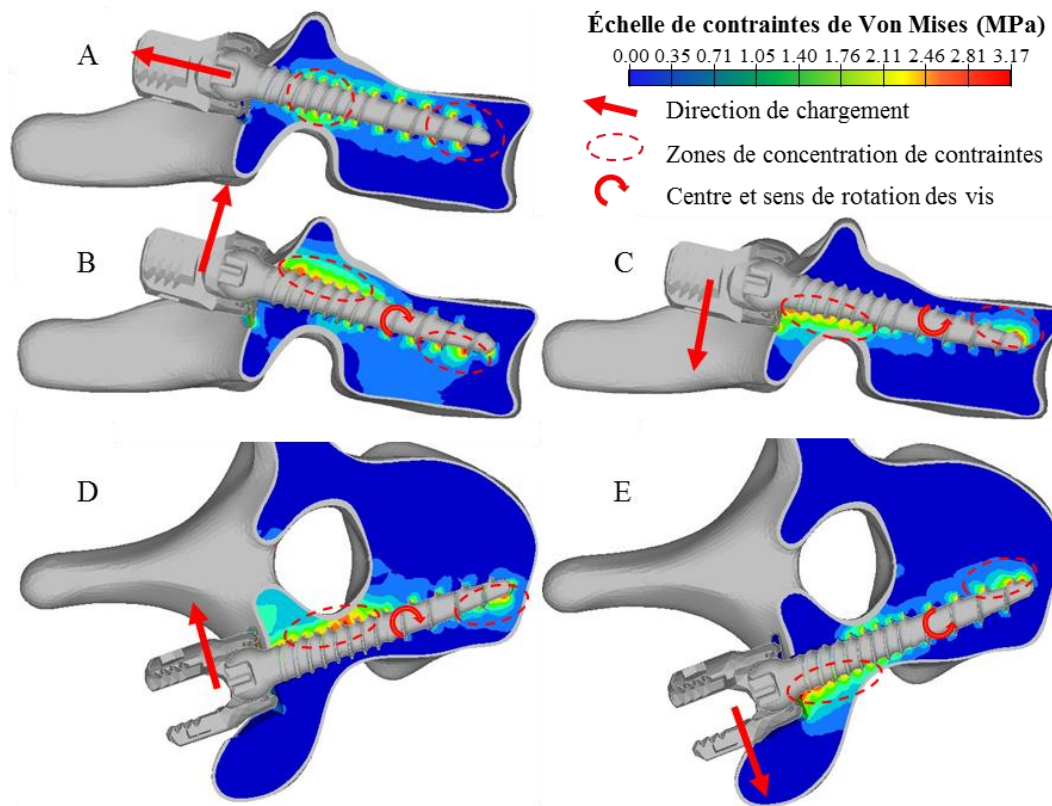 Échelle de contraintes de Von Mises (MPa)
0.00 0.35 0.70 1.05 1.40 1.76 2.11 2.46 2.81 3.17
Direction de chargement
Zones de concentration de contraintes
Centre et sens de rotation des vis
A
B
C
D
E